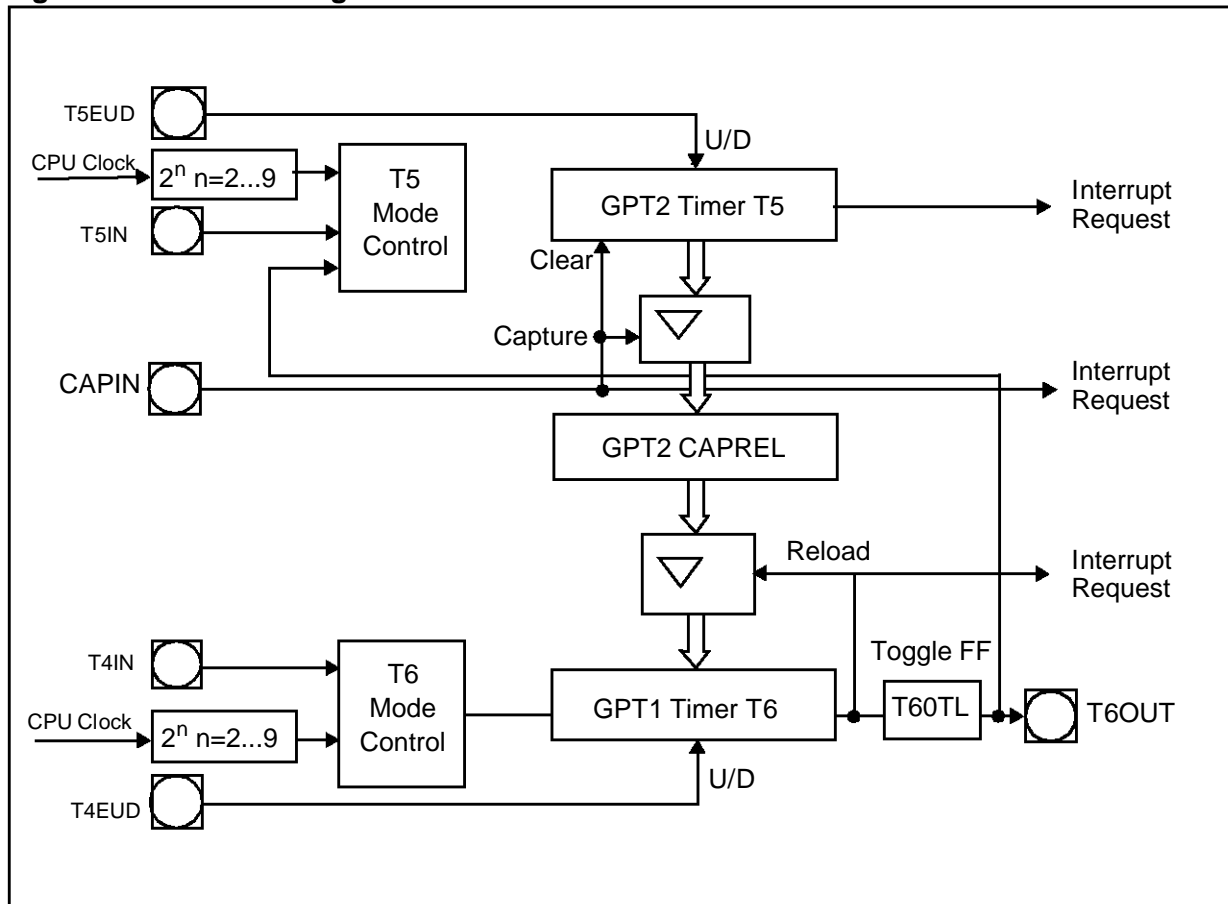 T5EUD
U/D
CPU Clock
2ⁿ n=2...9
T5
Mode
Control
GPT2 Timer T5
Interrupt
Request
T5IN
Clear
Capture
CAPIN
Interrupt
Request
GPT2 CAPREL
Reload
Interrupt
Request
T4IN
T6
Mode
Control
Toggle FF
GPT1 Timer T6
T60TL
T6OUT
CPU Clock
2ⁿ n=2...9
U/D
T4EUD